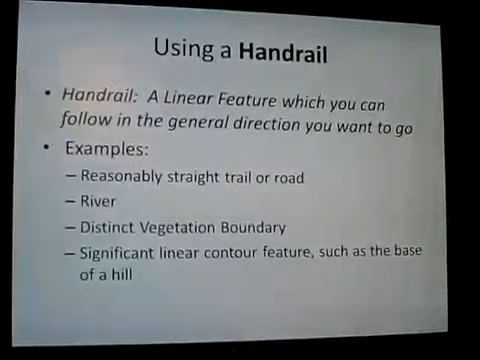 Using a Handrail
• Handrail: A Linear Feature which you can
follow in the general direction you want to go
• Examples:
– Reasonably straight trail or road
– River
– Distinct Vegetation Boundary
– Significant linear contour feature, such as the base
of a hill